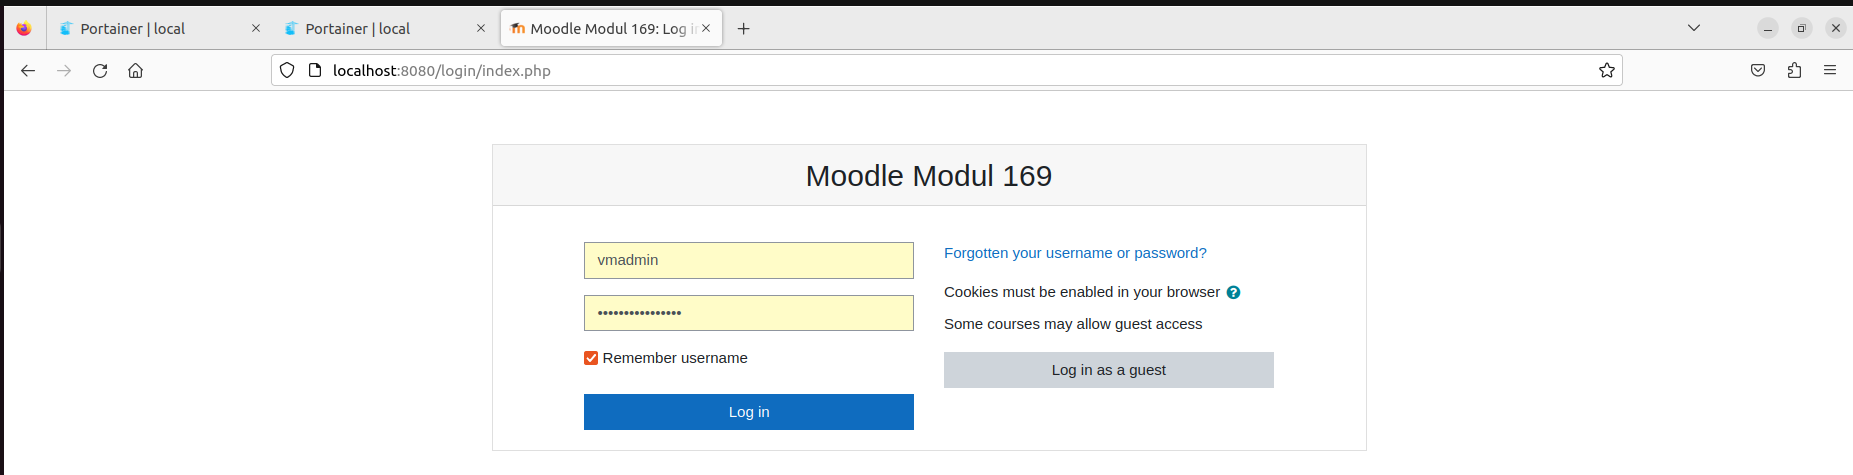 Portainer | local
Portainer | local
Moodle Modul 169: Log in
localhost:8080/login/index.php
Moodle Modul 169
vmadmin
••••••••••••••••
Remember username
Log in
Forgotten your username or password?
Cookies must be enabled in your browser ?
Some courses may allow guest access
Log in as a guest